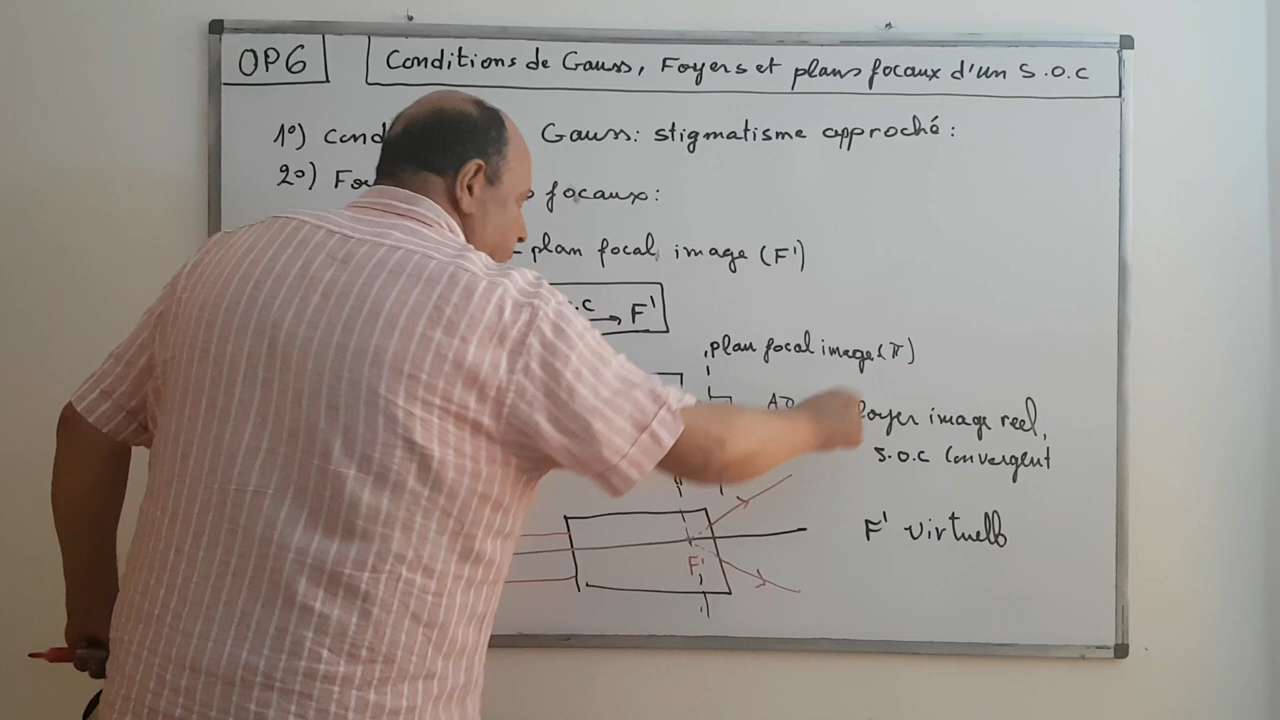 OP6
Conditions de Gauss, Foyers et plans focaux d'un S.O.C
1°) Cond Gauss: stigmatisme approché:
2°) Fo focaux:
plan focal image (F')
.C → F'
plan focal image (π)
foyer image reel,
S.O.C Convergent
F' virtuelle
F'